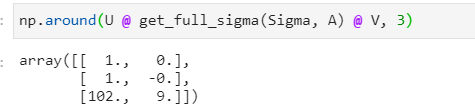 : np.around(U @ get_full_sigma(Sigma, A) @ V, 3)
: array([[  1.,   0.],
       [  1.,  -0.],
       [102.,   9.]])